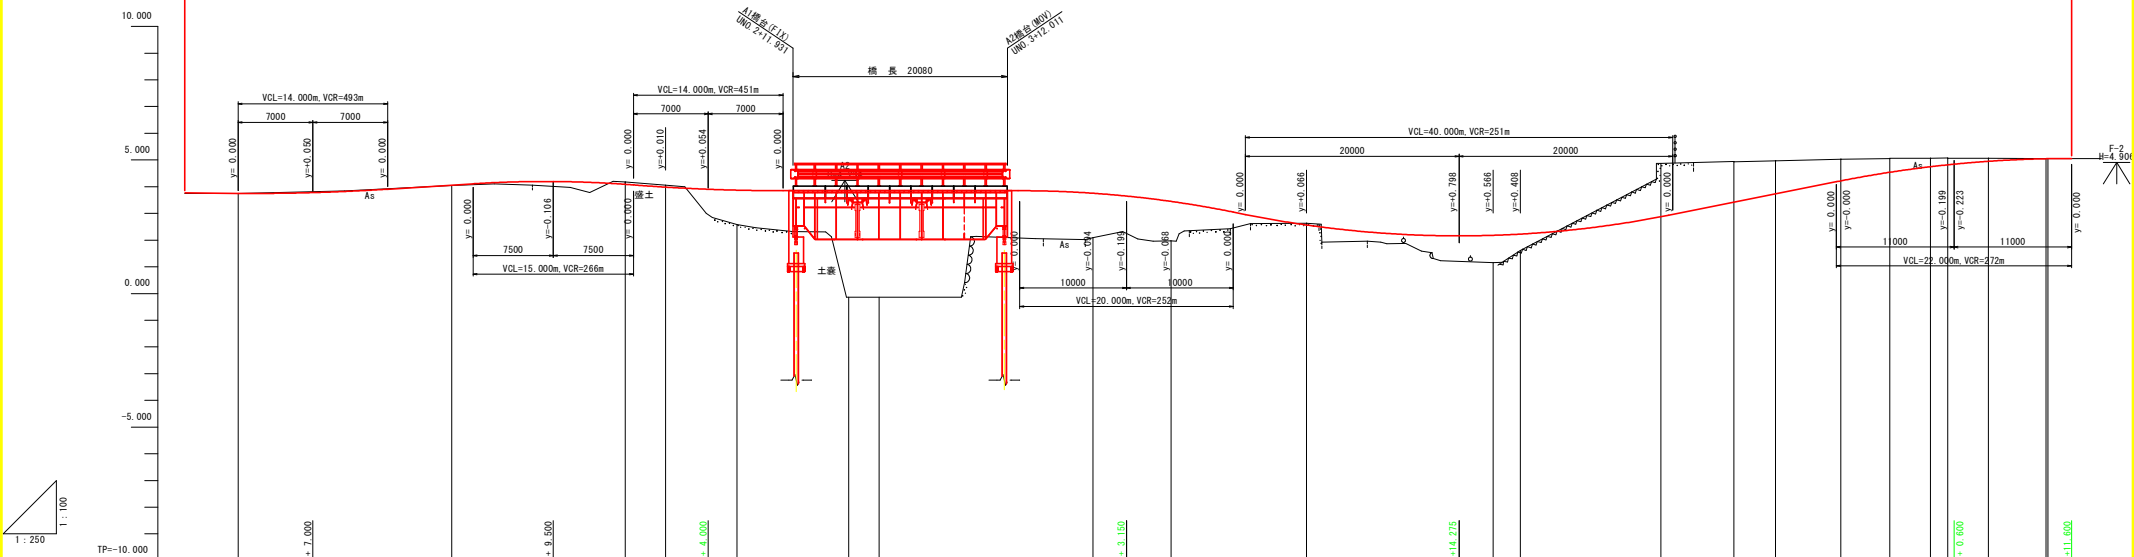 10.000
5.000
0.000
-5.000
TP=-10.000
1 : 100
1 : 250
A1橋台(FIX)
UNO.2+11.931
A2橋台(MOV)
UNO.3+12.011
橋 長 20080
VCL=14.000m, VCR=493m
7000
7000
y= 0.000
y=+0.050
y= 0.000
As
VCL=14.000m, VCR=451m
7000
7000
y= 0.000
y=+0.010
y=+0.054
y= 0.000
y= 0.000
y=-0.106
y= 0.000
盛土
7500
7500
VCL=15.000m, VCR=266m
A2
土嚢
y= 0.000
As
y=-0.094
y=-0.199
y=-0.068
y= 0.000
10000
10000
VCL=20.000m, VCR=252m
VCL=40.000m, VCR=251m
20000
20000
y= 0.000
y=+0.066
y=+0.798
y=+0.566
y=+0.408
y= 0.000
As
F-2
H=4.906
y= 0.000
y=-0.000
y=-0.199
y=-0.223
y= 0.000
11000
11000
VCL=22.000m, VCR=272m
+ 7.000
+ 9.500
+ 4.000
+ 3.150
+14.275
+ 0.600
+11.600